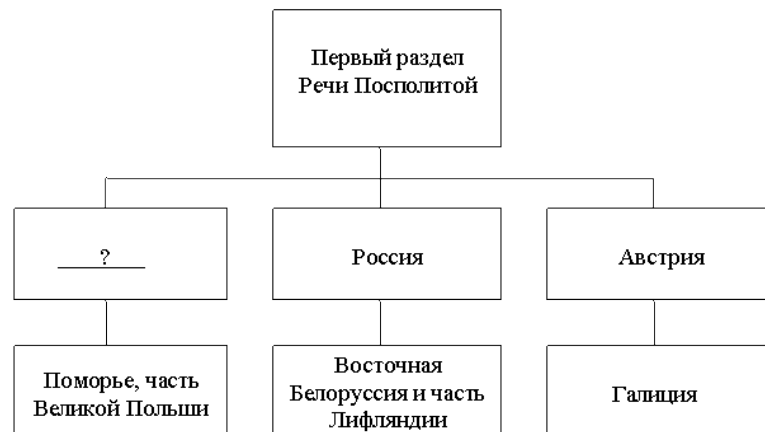 Первый раздел
Речи Посполитой
?
Россия
Австрия
Поморье, часть
Великой Польши
Восточная
Белоруссия и часть
Лифляндии
Галиция